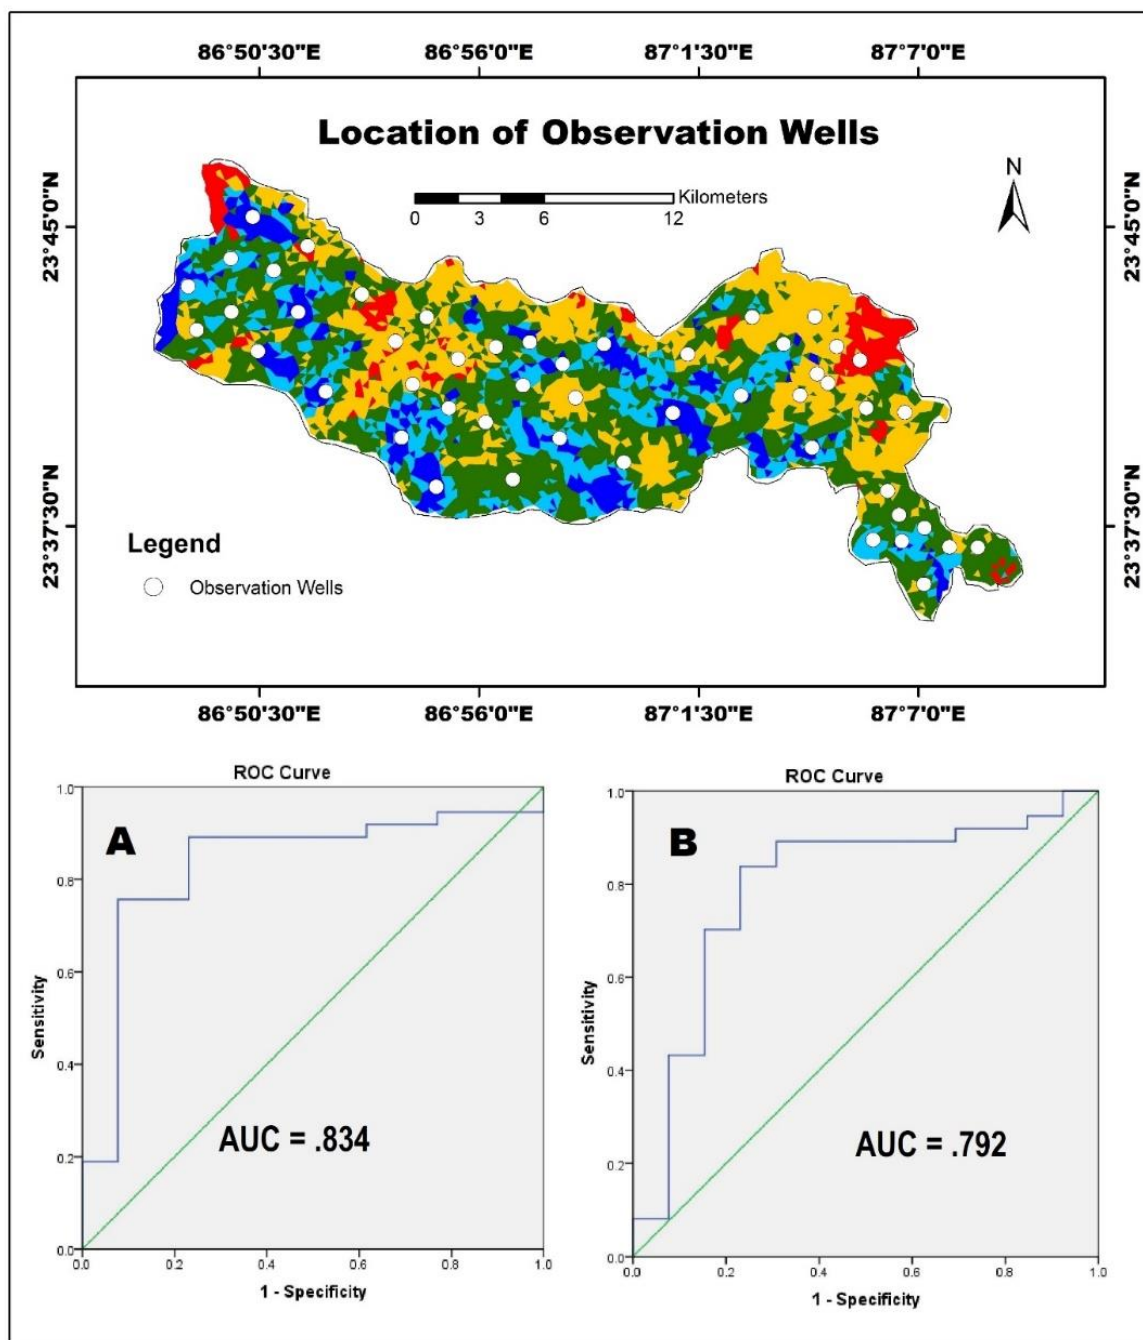 86°50'30"E 86°56'0"E 87°1'30"E 87°7'0"E
Location of Observation Wells
N
Kilometers
0 3 6 12
23°45'0"N
23°45'0"N
23°37'30"N
23°37'30"N
Legend
Observation Wells
86°50'30"E 86°56'0"E 87°1'30"E 87°7'0"E
ROC Curve
A
1.0
0.8
0.6
0.4
0.2
0.0
Sensitivity
AUC = .834
0.0 0.2 0.4 0.6 0.8 1.0
1 - Specificity
ROC Curve
B
1.0
0.8
0.6
0.4
0.2
0.0
Sensitivity
AUC = .792
0.0 0.2 0.4 0.6 0.8 1.0
1 - Specificity